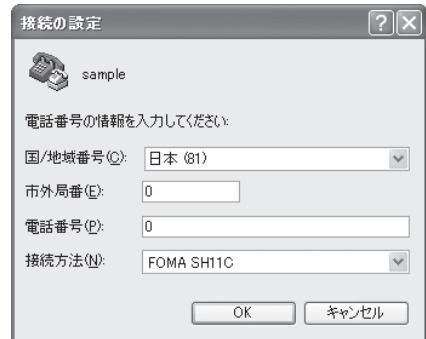 接続の設定
sample
電話番号の情報を入力してください:
国/地域番号(C): 日本 (81)
市外局番(E): 0
電話番号(P): 0
接続方法(N): FOMA SH11C
OK キャンセル